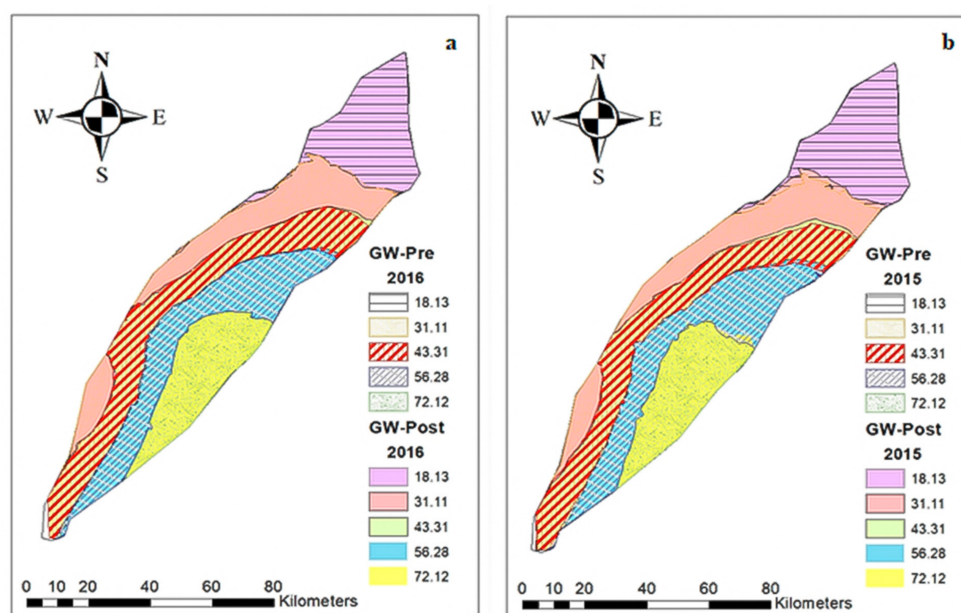 a
N
W E
S
GW-Pre
2016
18.13
31.11
43.31
56.28
72.12
GW-Post
2016
18.13
31.11
43.31
56.28
72.12
0 10 20 40 60 80
Kilometers
b
N
W E
S
GW-Pre
2015
18.13
31.11
43.31
56.28
72.12
GW-Post
2015
18.13
31.11
43.31
56.28
72.12
0 10 20 40 60 80
Kilometers